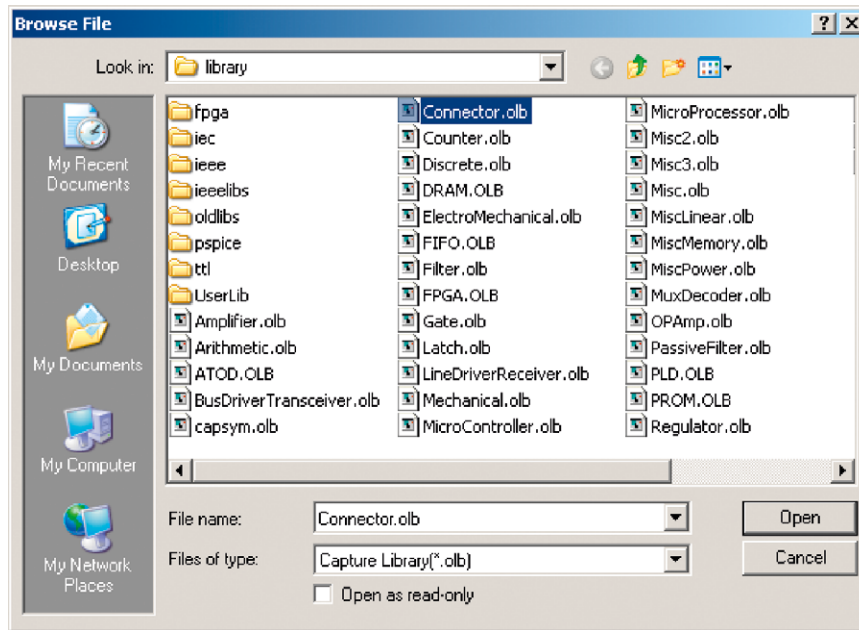 Browse File
Look in: library
My Recent
Documents
Desktop
My Documents
My Computer
My Network
Places
fpga
iec
ieee
ieeelibs
oldlibs
pspice
ttl
UserLib
Amplifier.olb
Arithmetic.olb
ATOD.OLB
BusDriverTransceiver.olb
capsym.olb
Connector.olb
Counter.olb
Discrete.olb
DRAM.OLB
ElectroMechanical.olb
FIFO.OLB
Filter.olb
FPGA.OLB
Gate.olb
Latch.olb
LineDriverReceiver.olb
Mechanical.olb
MicroController.olb
MicroProcessor.olb
Misc2.olb
Misc3.olb
Misc.olb
MiscLinear.olb
MiscMemory.olb
MiscPower.olb
MuxDecoder.olb
OPAmp.olb
PassiveFilter.olb
PLD.OLB
PROM.OLB
Regulator.olb
File name: Connector.olb Open
Files of type: Capture Library(*.olb) Cancel
Open as read-only